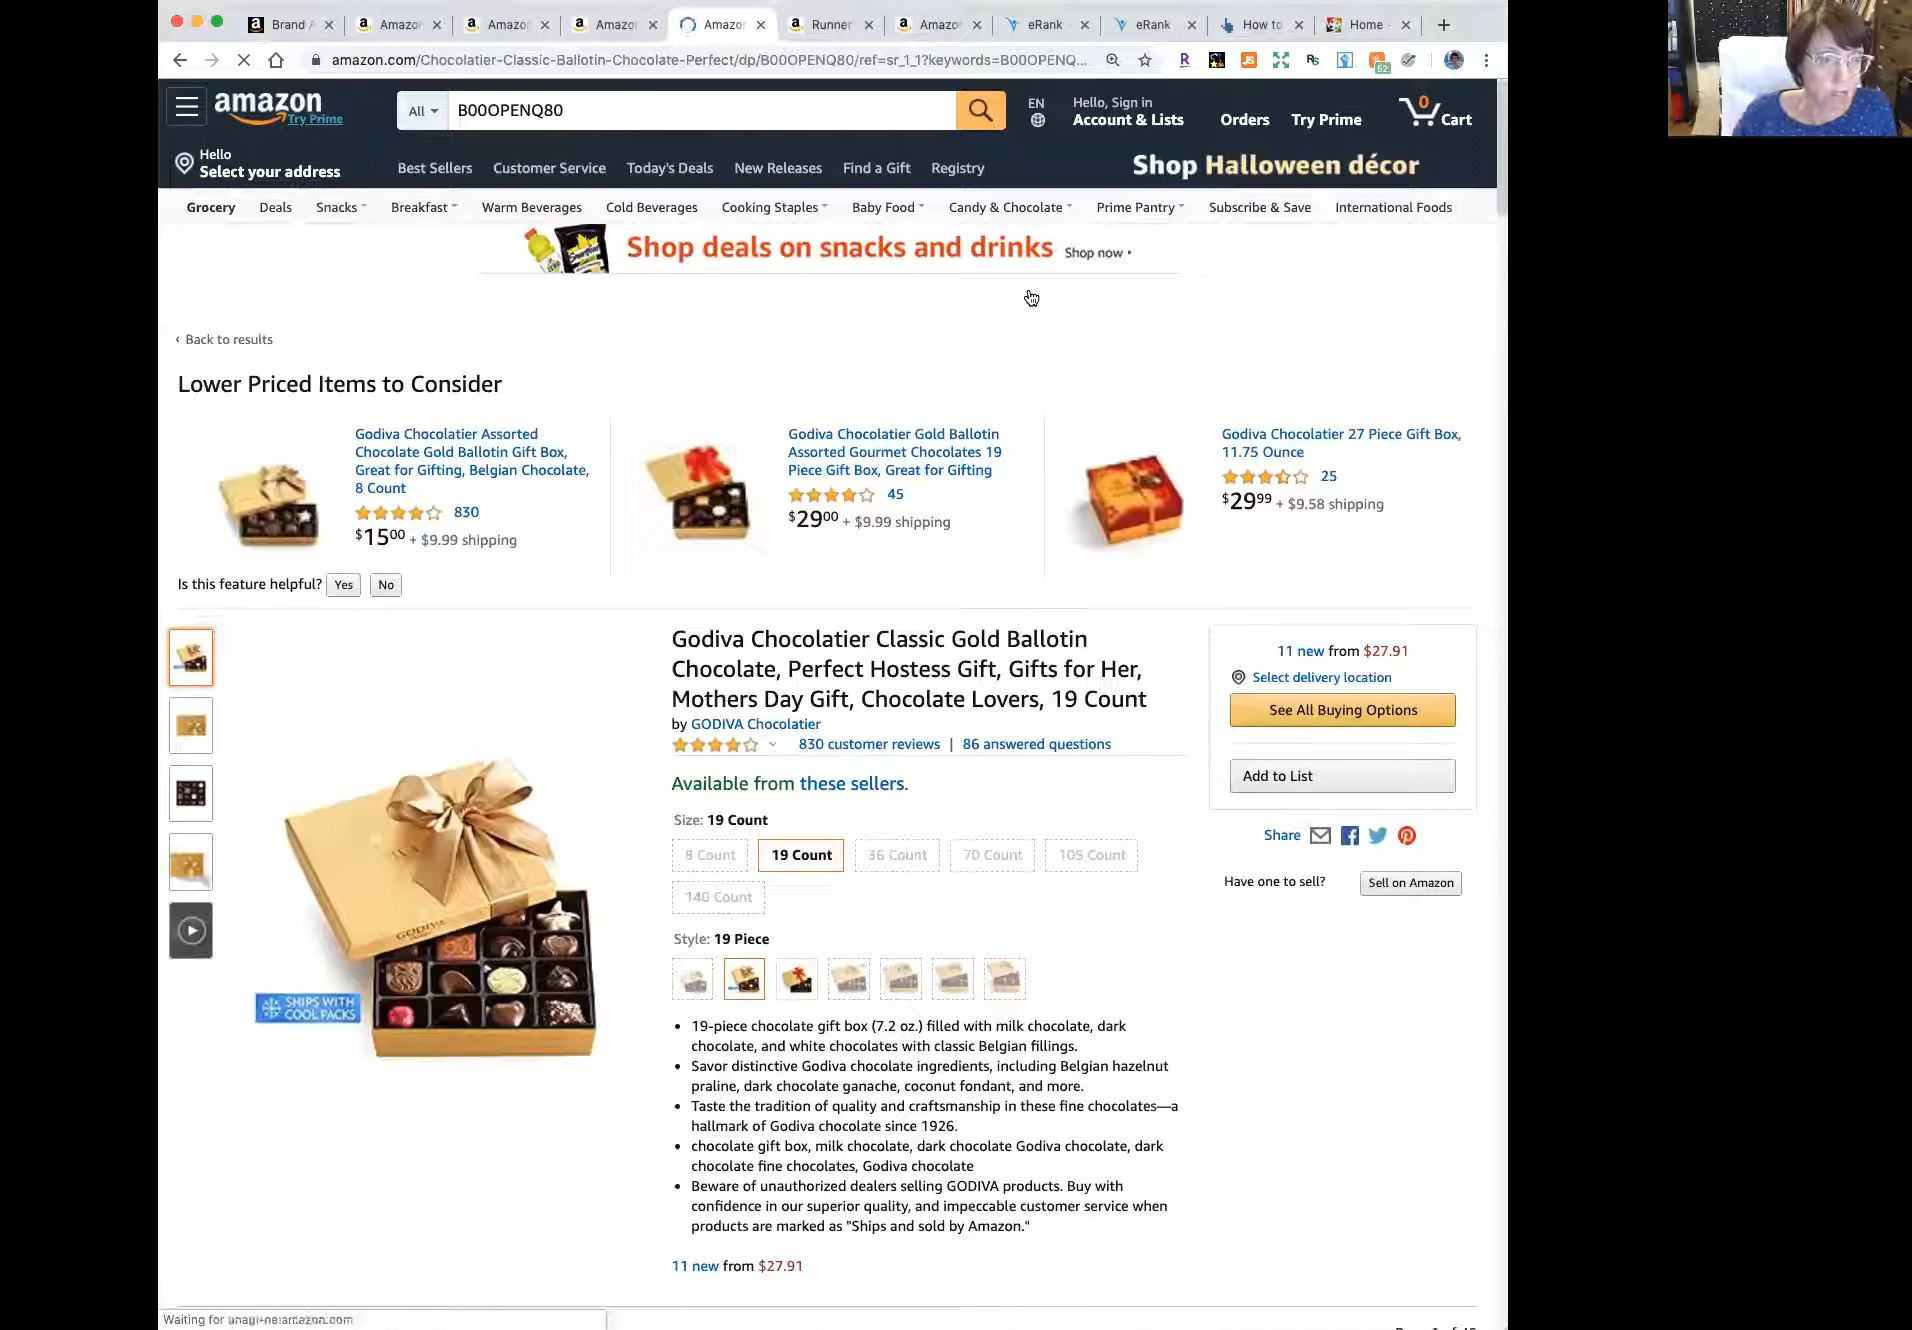 Brand
Amazon
Amazon
Amazon
Amazon
Runner
Amazon
eRank
eRank
How to
Home
amazon.com/Chocolatier-Classic-Ballotin-Chocolate-Perfect/dp/B00OPENQ80/ref=sr_1_1?keywords=B00OPENQ...
amazon
Try Prime
All
B00OPENQ80
EN
Hello, Sign in
Account & Lists
Orders
Try Prime
0
Cart
Hello
Select your address
Best Sellers Customer Service Today's Deals New Releases Find a Gift Registry
Shop Halloween décor
Grocery Deals Snacks Breakfast Warm Beverages Cold Beverages Cooking Staples Baby Food Candy & Chocolate Prime Pantry Subscribe & Save International Foods
Shop deals on snacks and drinks Shop now ›
‹ Back to results
Lower Priced Items to Consider
Godiva Chocolatier Assorted
Chocolate Gold Ballotin Gift Box,
Great for Gifting, Belgian Chocolate,
8 Count
830
$1500 + $9.99 shipping
Godiva Chocolatier Gold Ballotin
Assorted Gourmet Chocolates 19
Piece Gift Box, Great for Gifting
45
$2900 + $9.99 shipping
Godiva Chocolatier 27 Piece Gift Box,
11.75 Ounce
25
$2999 + $9.58 shipping
Is this feature helpful? Yes No
GODIVA
SHIPS WITH
COOL PACKS
Godiva Chocolatier Classic Gold Ballotin
Chocolate, Perfect Hostess Gift, Gifts for Her,
Mothers Day Gift, Chocolate Lovers, 19 Count
by GODIVA Chocolatier
830 customer reviews | 86 answered questions
Available from these sellers.
Size: 19 Count
8 Count 19 Count 36 Count 70 Count 105 Count
140 Count
Style: 19 Piece
• 19-piece chocolate gift box (7.2 oz.) filled with milk chocolate, dark
chocolate, and white chocolates with classic Belgian fillings.
• Savor distinctive Godiva chocolate ingredients, including Belgian hazelnut
praline, dark chocolate ganache, coconut fondant, and more.
• Taste the tradition of quality and craftsmanship in these fine chocolates—a
hallmark of Godiva chocolate since 1926.
• chocolate gift box, milk chocolate, dark chocolate Godiva chocolate, dark
chocolate fine chocolates, Godiva chocolate
• Beware of unauthorized dealers selling GODIVA products. Buy with
confidence in our superior quality, and impeccable customer service when
products are marked as "Ships and sold by Amazon."
11 new from $27.91
11 new from $27.91
Select delivery location
See All Buying Options
Add to List
Share
Have one to sell? Sell on Amazon
Waiting for